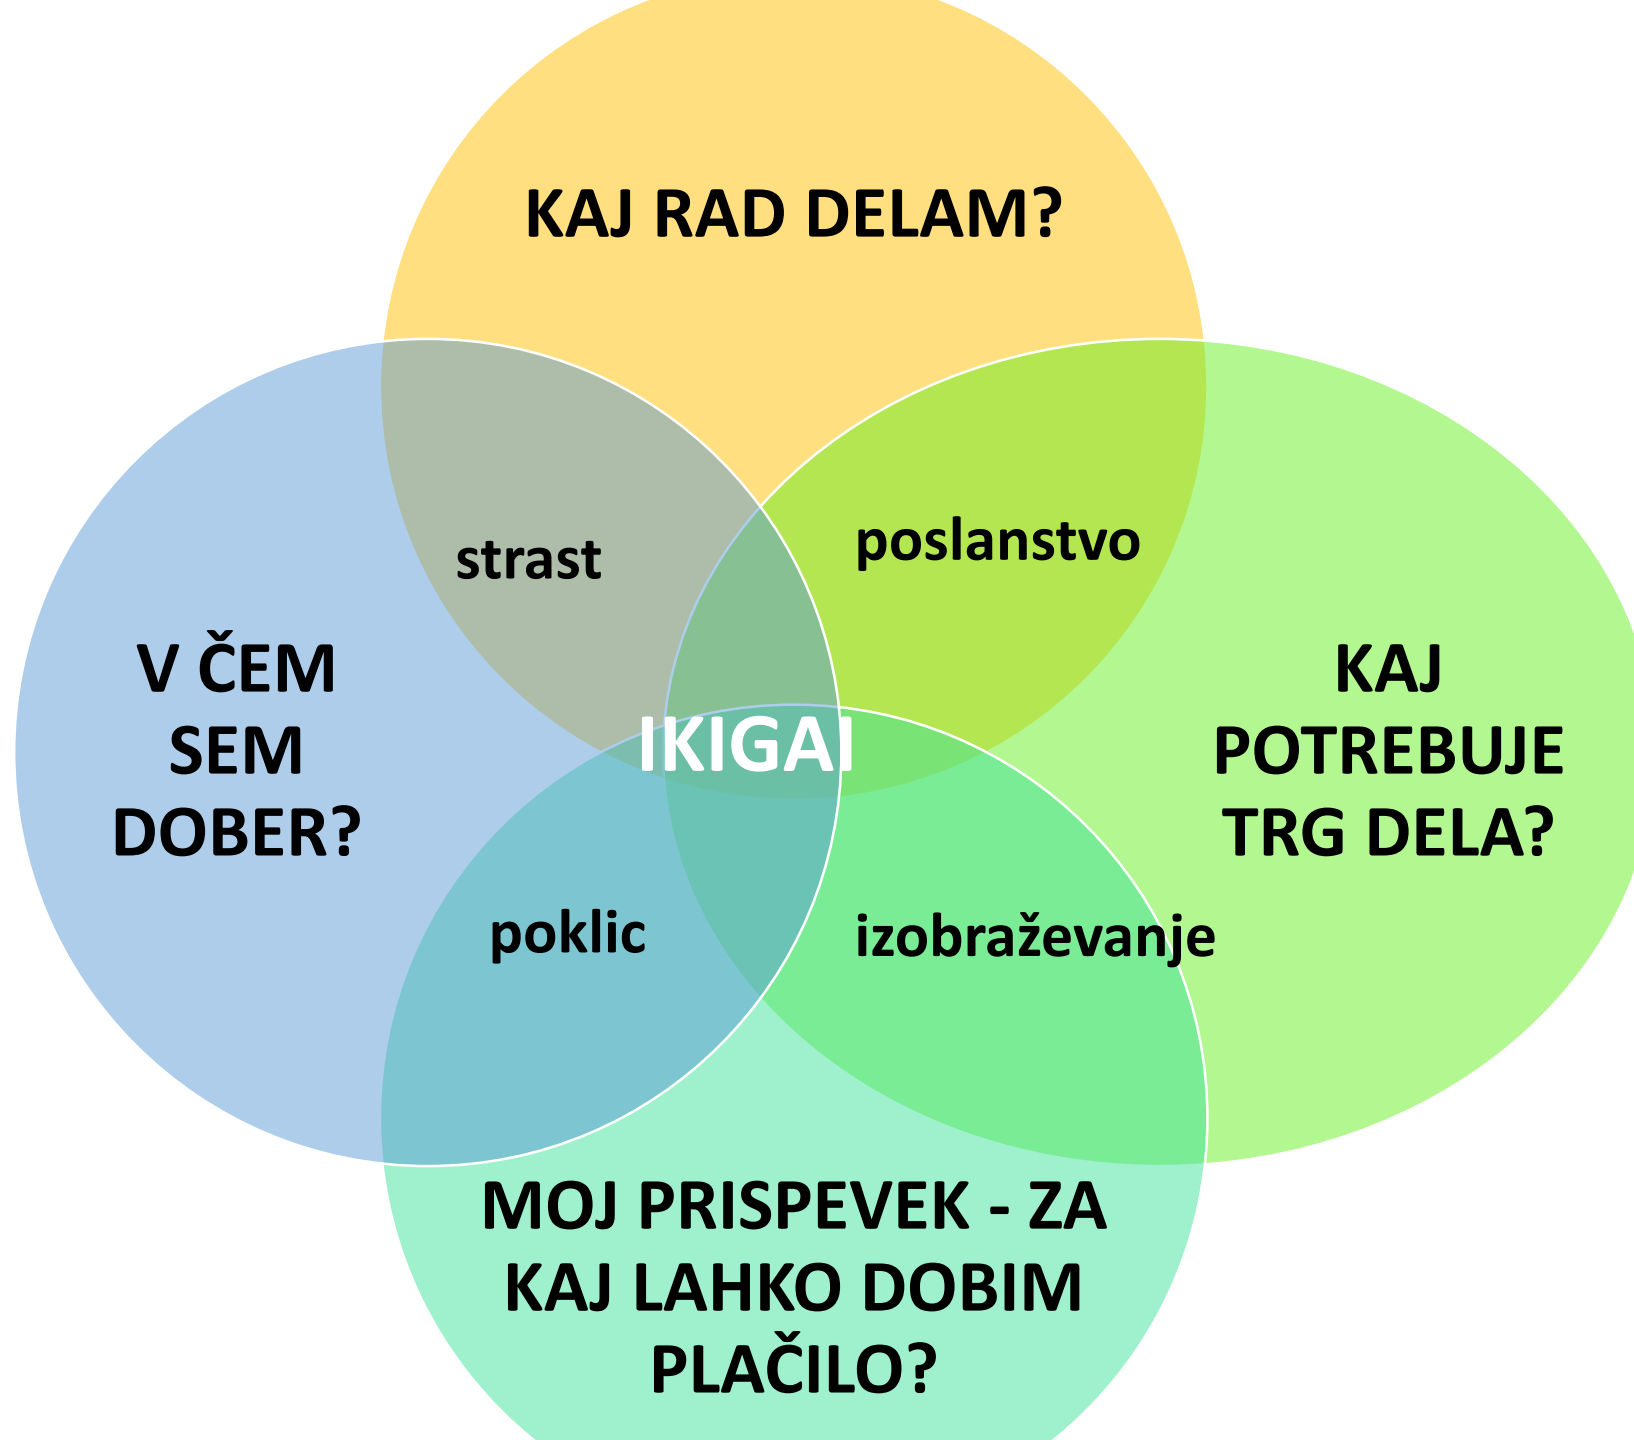 KAJ RAD DELAM?
strast
poslanstvo
V ČEM
SEM
DOBER?
IKIGAI
KAJ
POTREBUJE
TRG DELA?
poklic
izobraževanje
MOJ PRISPEVEK - ZA
KAJ LAHKO DOBIM
PLAČILO?